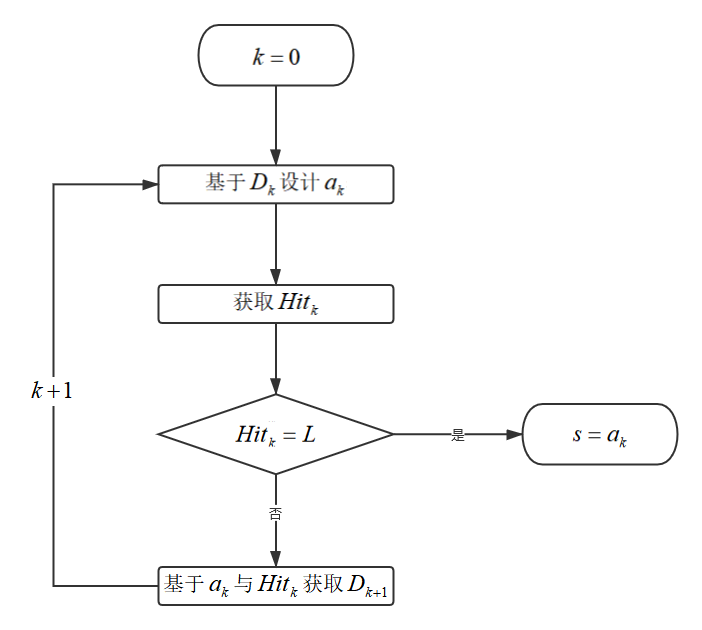 k = 0
基于 D_k 设计 a_k
获取 Hit_k
k+1
Hit_k = L
是
s = a_k
否
基于 a_k 与 Hit_k 获取 D_{k+1}